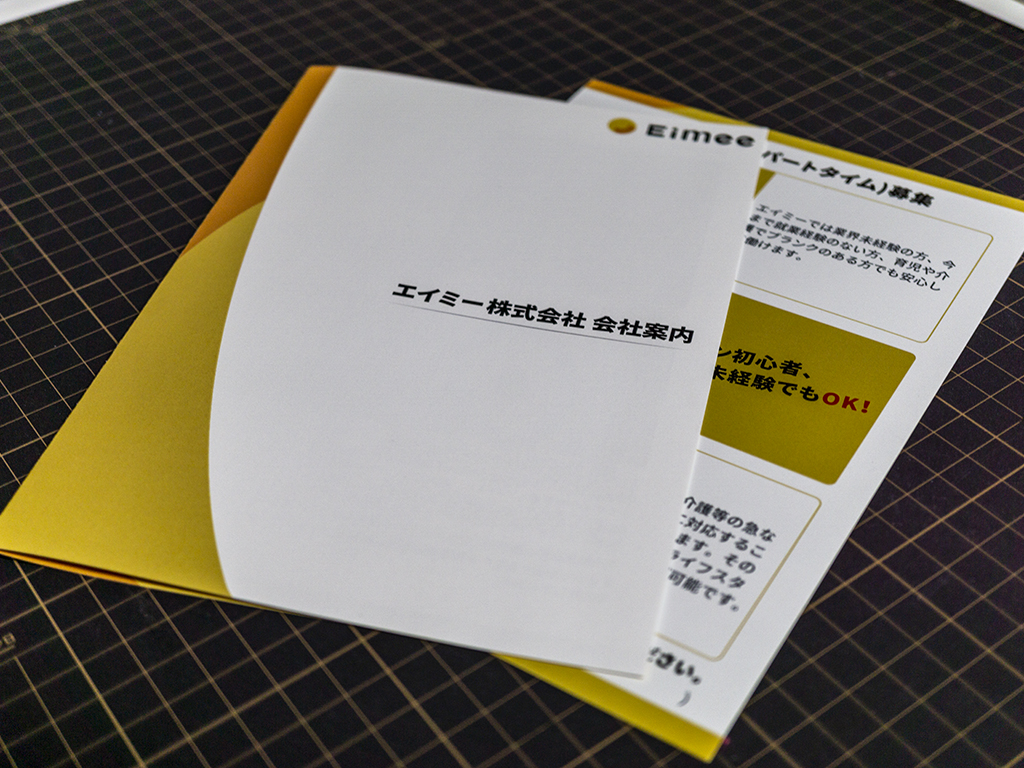 Eimee
エイミー株式会社 会社案内
パートタイム)募集
エイミーでは業界未経験の方、今
まで就業経験のない方、育児や介
護でブランクのある方でも安心し
働けます。
ン初心者、
未経験でもOK!
介護等の急な
に対応するこ
ます。その
ライフスタ
可能です。
ださい。
)